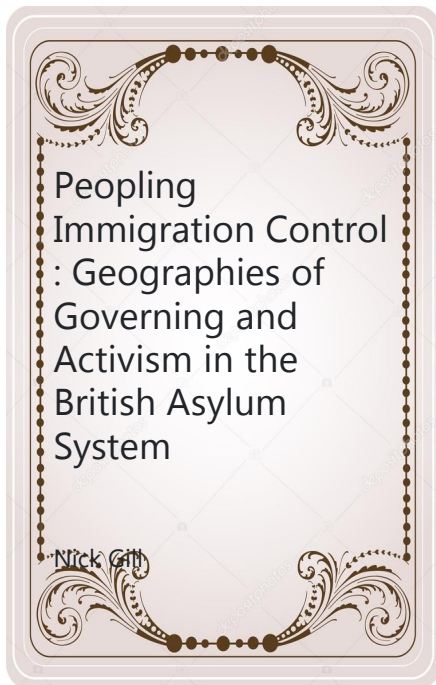 Peopling
Immigration Control
: Geographies of
Governing and
Activism in the
British Asylum
System
Nick Gill